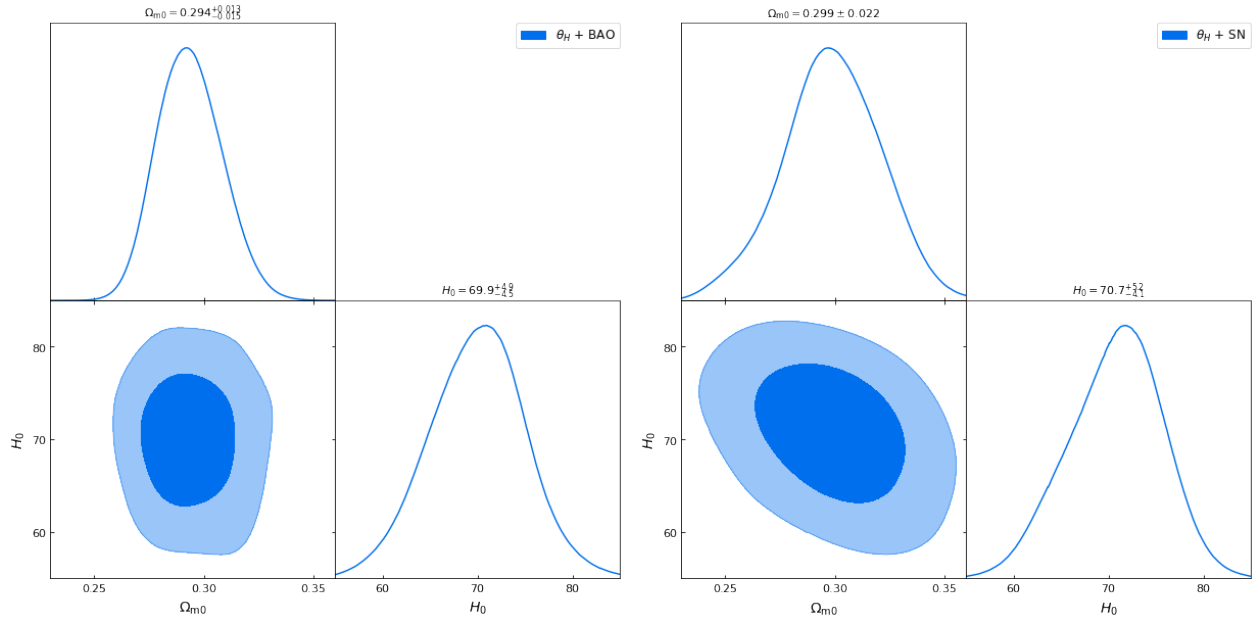 Ω_m0 = 0.294^{+0.013}_{-0.015}
θ_H + BAO
H_0 = 69.9^{+4.9}_{-4.5}
80
70
60
H_0
0.25 0.30 0.35
Ω_m0
60 70 80
H_0
Ω_m0 = 0.299 ± 0.022
θ_H + SN
H_0 = 70.7^{+5.2}_{-4.1}
80
70
60
H_0
0.25 0.30 0.35
Ω_m0
60 70 80
H_0